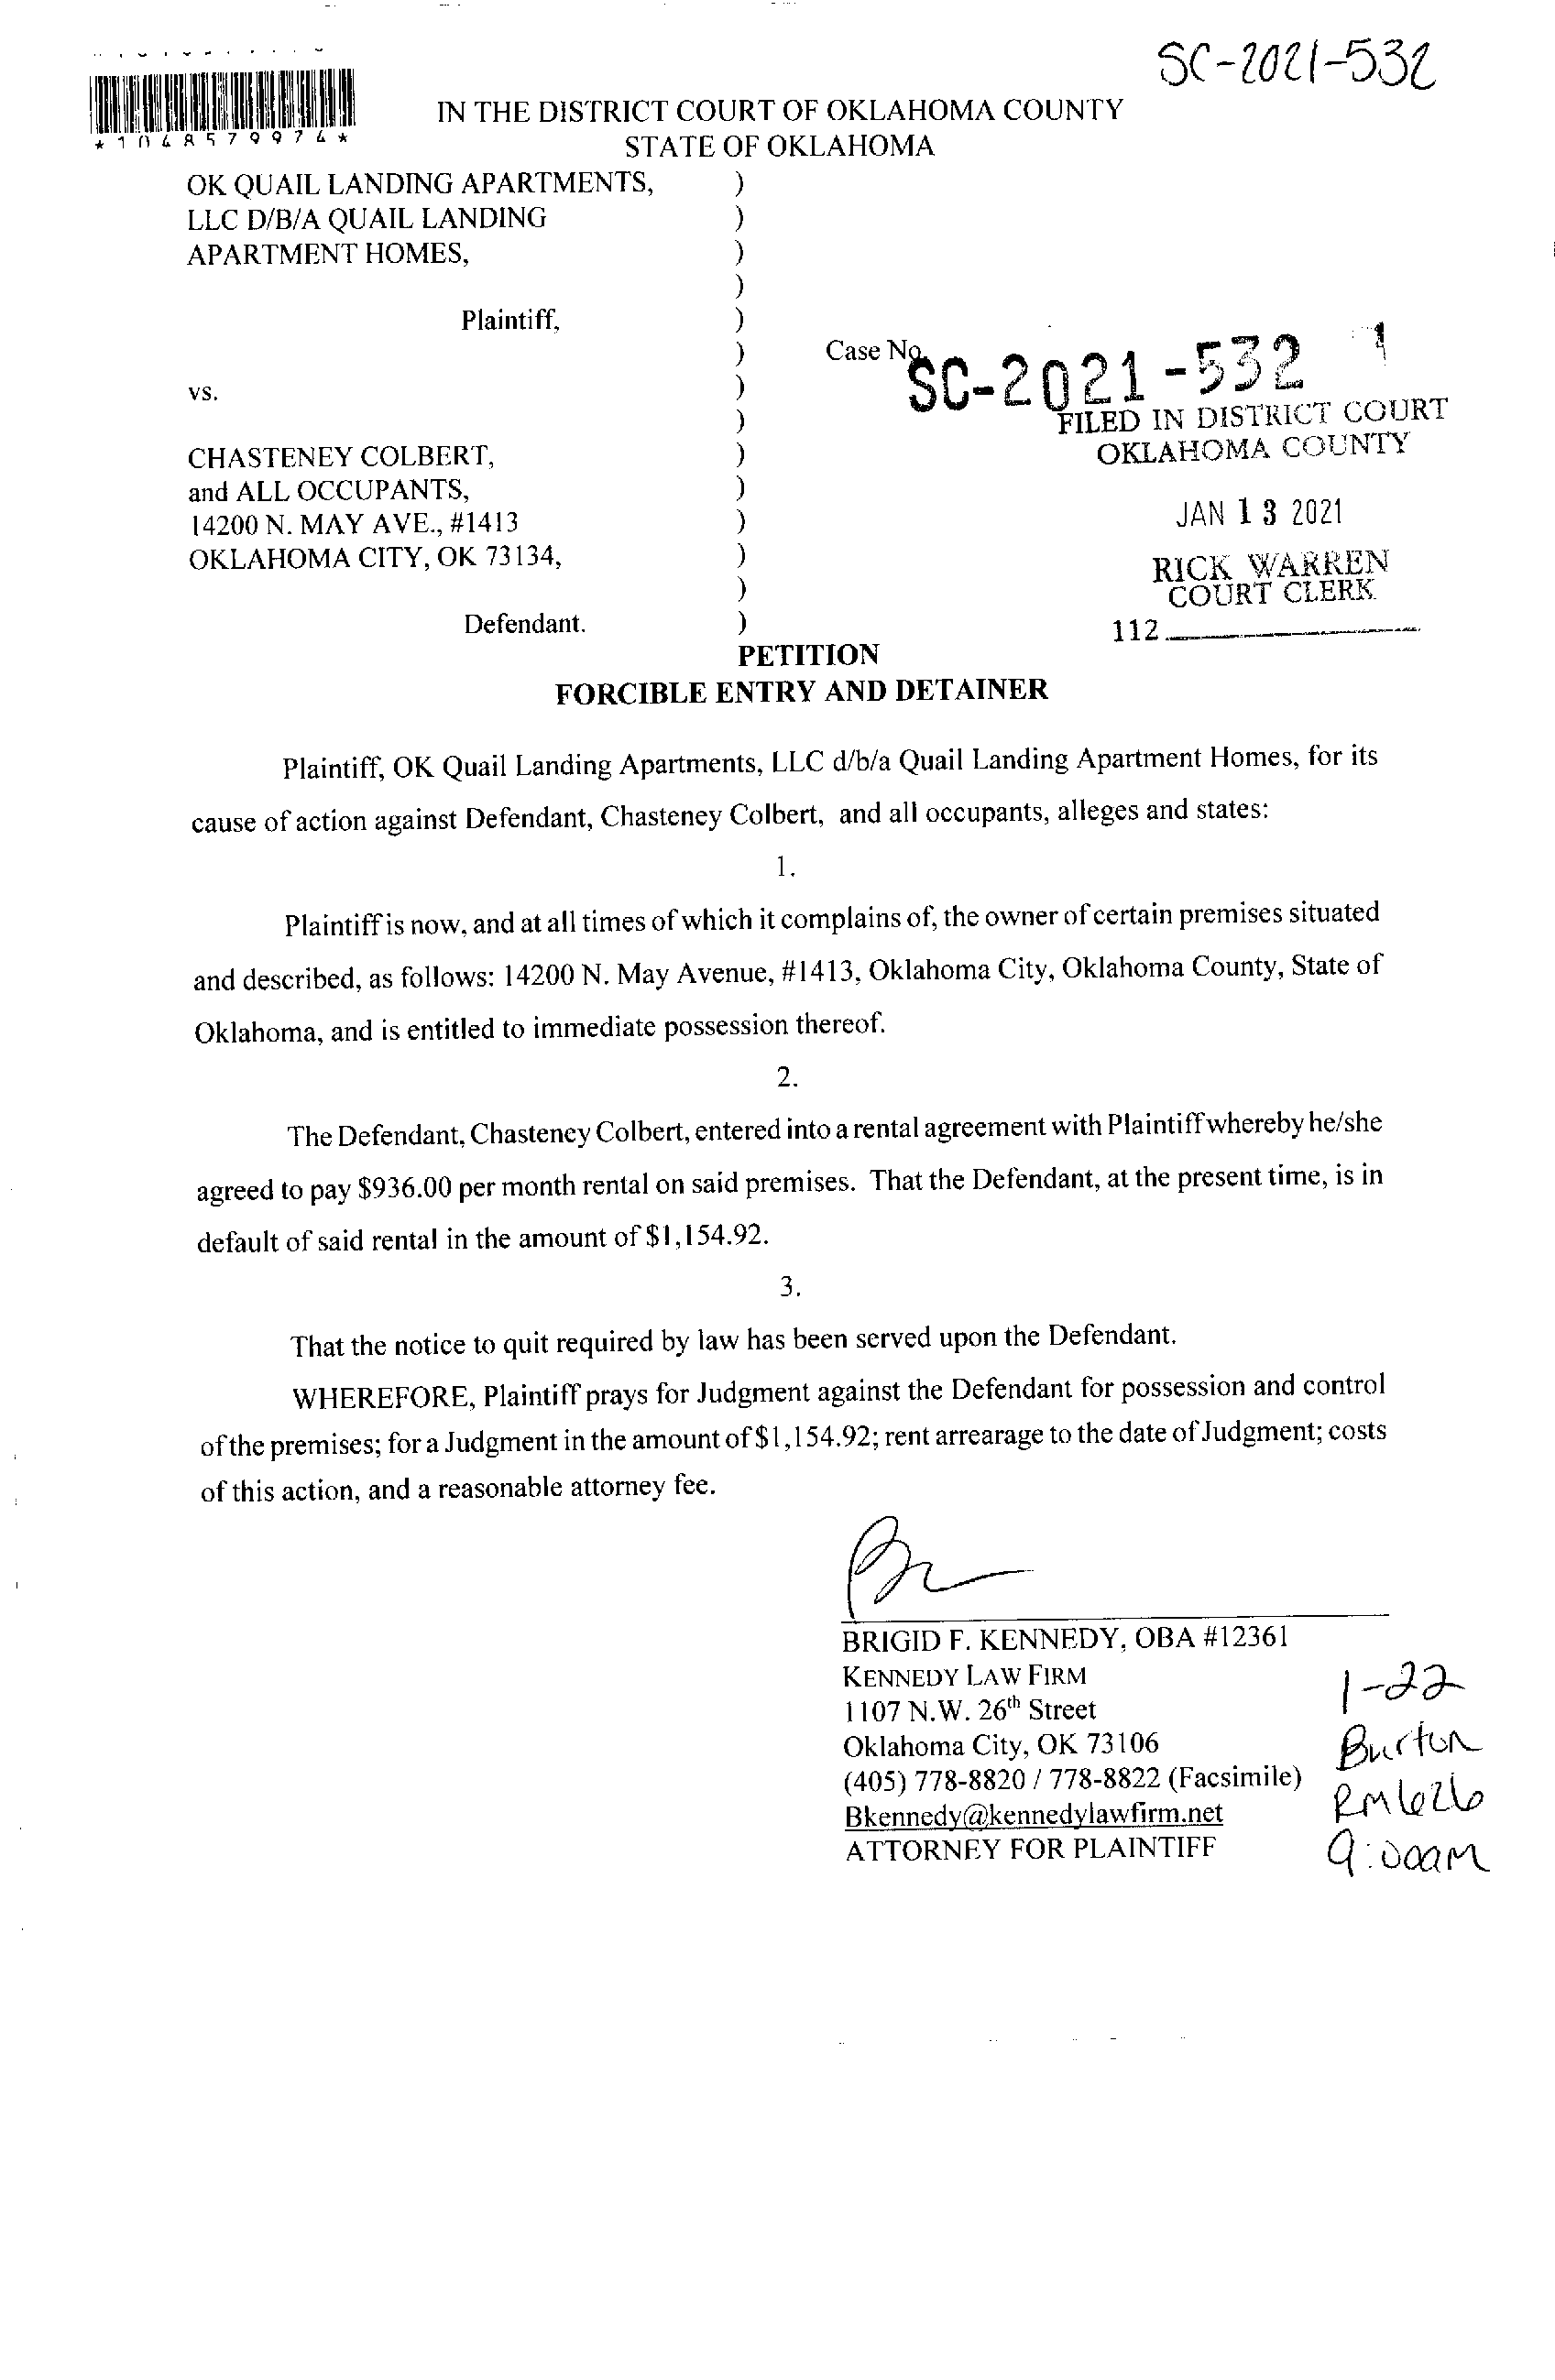 SC-2021-532
*1048579974*
IN THE DISTRICT COURT OF OKLAHOMA COUNTY
STATE OF OKLAHOMA
OK QUAIL LANDING APARTMENTS, )
LLC D/B/A QUAIL LANDING )
APARTMENT HOMES, )
)
Plaintiff, )
) Case No. SC-2021-532 1
vs. )
) FILED IN DISTRICT COURT
CHASTENEY COLBERT, ) OKLAHOMA COUNTY
and ALL OCCUPANTS, )
14200 N. MAY AVE., #1413 ) JAN 13 2021
OKLAHOMA CITY, OK 73134, )
) RICK WARREN
COURT CLERK
Defendant. ) 112
PETITION
FORCIBLE ENTRY AND DETAINER
Plaintiff, OK Quail Landing Apartments, LLC d/b/a Quail Landing Apartment Homes, for its
cause of action against Defendant, Chasteney Colbert, and all occupants, alleges and states:
1.
Plaintiff is now, and at all times of which it complains of, the owner of certain premises situated
and described, as follows: 14200 N. May Avenue, #1413, Oklahoma City, Oklahoma County, State of
Oklahoma, and is entitled to immediate possession thereof.
2.
The Defendant, Chasteney Colbert, entered into a rental agreement with Plaintiff whereby he/she
agreed to pay $936.00 per month rental on said premises. That the Defendant, at the present time, is in
default of said rental in the amount of $1,154.92.
3.
That the notice to quit required by law has been served upon the Defendant.
WHEREFORE, Plaintiff prays for Judgment against the Defendant for possession and control
of the premises; for a Judgment in the amount of $1,154.92; rent arrearage to the date of Judgment; costs
of this action, and a reasonable attorney fee.
BRIGID F. KENNEDY, OBA #12361
KENNEDY LAW FIRM
1107 N.W. 26th Street
Oklahoma City, OK 73106
(405) 778-8820 / 778-8822 (Facsimile)
Bkennedy@kennedylawfirm.net
ATTORNEY FOR PLAINTIFF
1-22
Burton
RM626
9:00AM